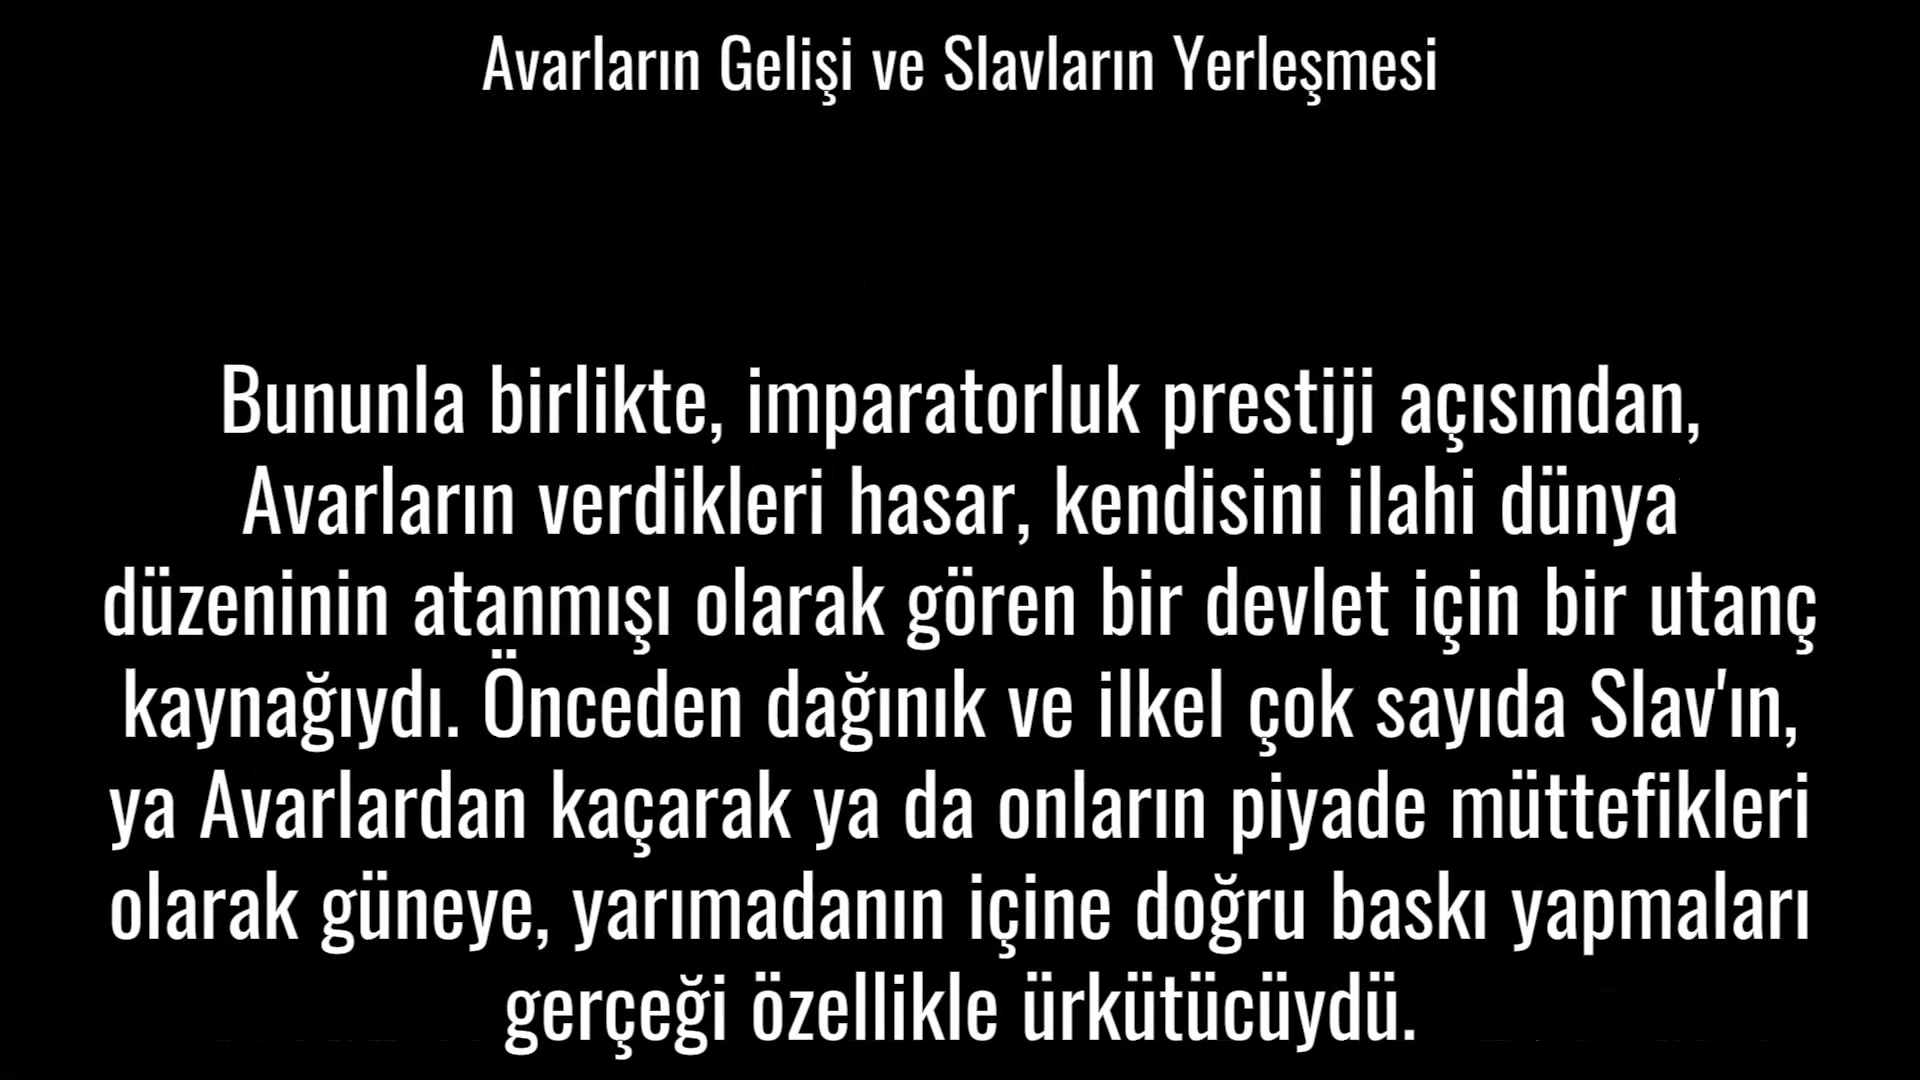 Avarların Gelişi ve Slavların Yerleşmesi
Bununla birlikte, imparatorluk prestiji açısından,
Avarların verdikleri hasar, kendisini ilahi dünya
düzeninin atanmışı olarak gören bir devlet için bir utanç
kaynağıydı. Önceden dağınık ve ilkel çok sayıda Slav'ın,
ya Avarlardan kaçarak ya da onların piyade müttefikleri
olarak güneye, yarımadanın içine doğru baskı yapmaları
gerçeği özellikle ürkütücüydü.